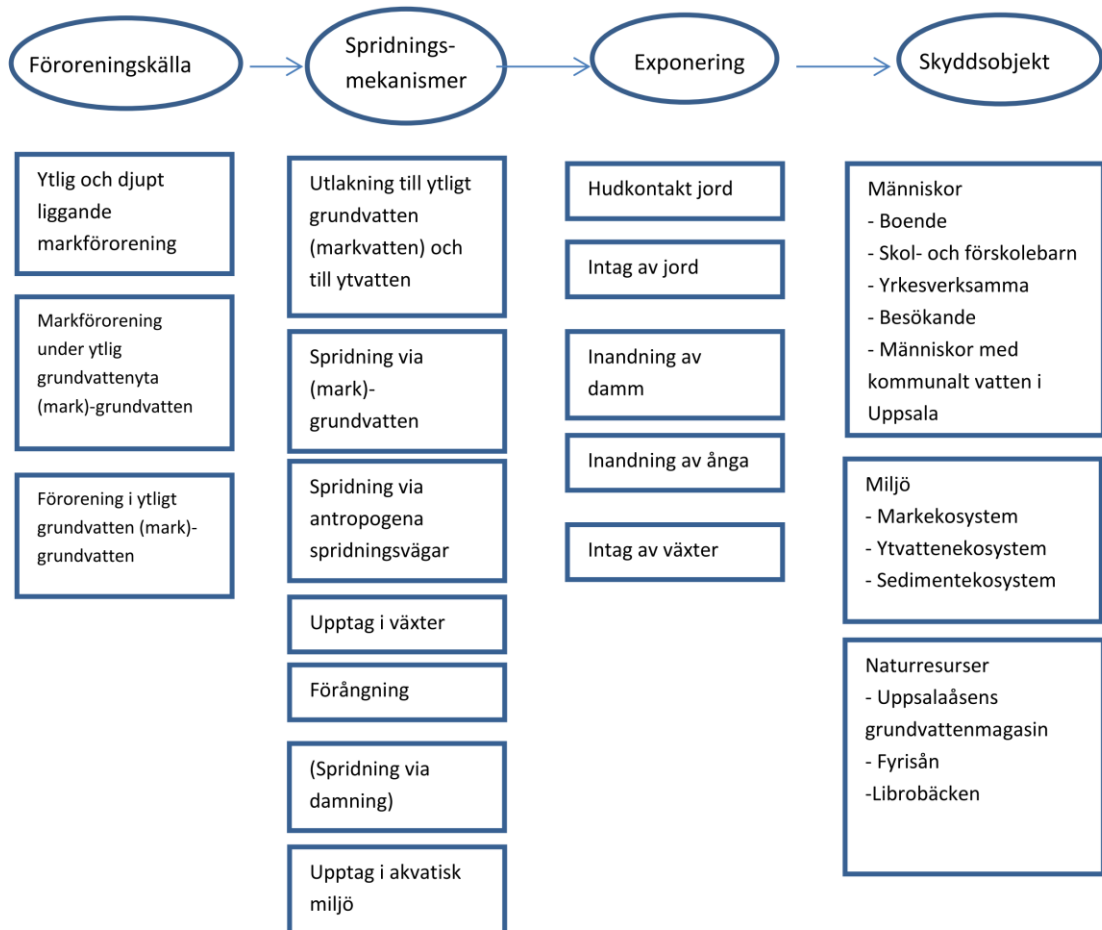 Föroreningskälla
Spridnings-
mekanismer
Exponering
Skyddsobjekt
Ytlig och djupt
liggande
markförorening
Markförorening
under ytlig
grundvattenyta
(mark)-grundvatten
Förorening i ytligt
grundvatten (mark)-
grundvatten
Utlakning till ytligt
grundvatten
(markvatten) och
till ytvatten
Spridning via
(mark)-
grundvatten
Spridning via
antropogena
spridningsvägar
Upptag i växter
Förångning
(Spridning via
damning)
Upptag i akvatisk
miljö
Hudkontakt jord
Intag av jord
Inandning av
damm
Inandning av ånga
Intag av växter
Människor
- Boende
- Skol- och förskolebarn
- Yrkesverksamma
- Besökande
- Människor med
kommunalt vatten i
Uppsala
Miljö
- Markekosystem
- Ytvattenekosystem
- Sedimentekosystem
Naturresurser
- Uppsalaåsens
grundvattenmagasin
- Fyrisån
-Librobäcken